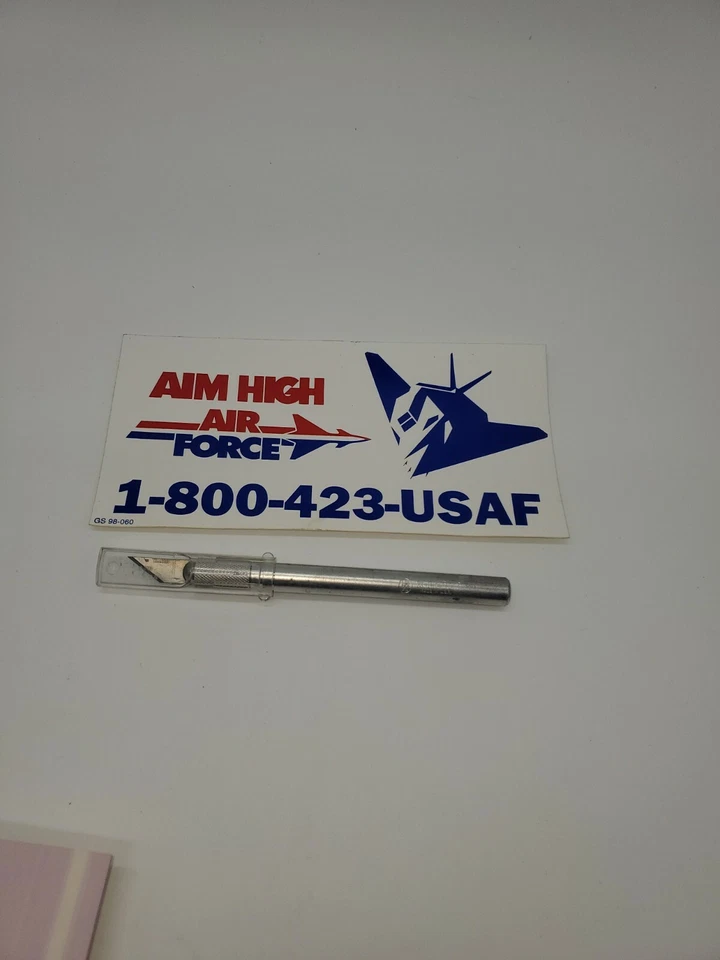 AIM HIGH
AIR
FORCE
1-800-423-USAF
GS 98-060